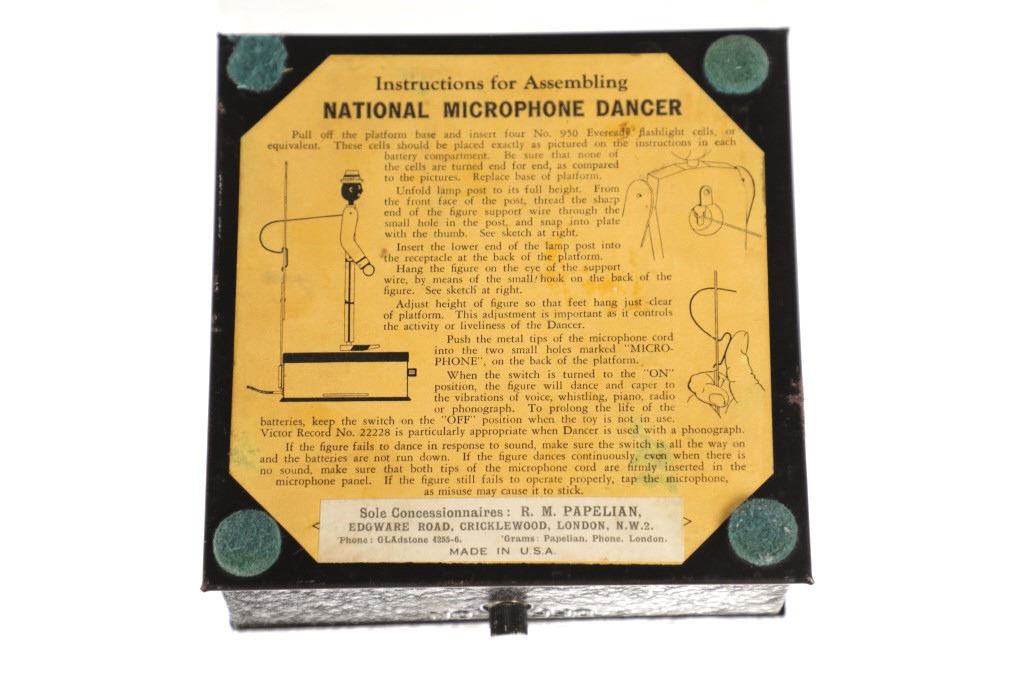 Instructions for Assembling
NATIONAL MICROPHONE DANCER
Pull off the platform base and insert four No. 950 Eveready flashlight cells, or
equivalent. These cells should be placed exactly as pictured on the instructions in each
battery compartment. Be sure that none of
the cells are turned end for end, as compared
to the pictures. Replace base of platform.
Unfold lamp post to its full height. From
the front face of the post, thread the sharp
end of the figure support wire through the
small hole in the post, and snap into plate
with the thumb. See sketch at right.
Insert the lower end of the lamp post into
the receptacle at the back of the platform.
Hang the figure on the eye of the support
wire, by means of the small hook on the back of the
figure. See sketch at right.
Adjust height of figure so that feet hang just clear
of platform. This adjustment is important as it controls
the activity or liveliness of the Dancer.
Push the metal tips of the microphone cord
into the two small holes marked "MICRO-
PHONE", on the back of the platform.
When the switch is turned to the "ON"
position, the figure will dance and caper to
the vibrations of voice, whistling, piano, radio
or phonograph. To prolong the life of the
batteries, keep the switch on the "OFF" position when the toy is not in use.
Victor Record No. 22228 is particularly appropriate when Dancer is used with a phonograph.
If the figure fails to dance in response to sound, make sure the switch is all the way on
and the batteries are not run down. If the figure dances continuously, even when there is
no sound, make sure that both tips of the microphone cord are firmly inserted in the
microphone panel. If the figure still fails to operate properly, tap the microphone,
as misuse may cause it to stick.
Sole Concessionnaires: R. M. PAPELIAN,
EDGWARE ROAD, CRICKLEWOOD, LONDON, N.W.2.
'Phone: GLAdstone 4255-6. 'Grams: Papelian, Phone, London.
MADE IN U.S.A.